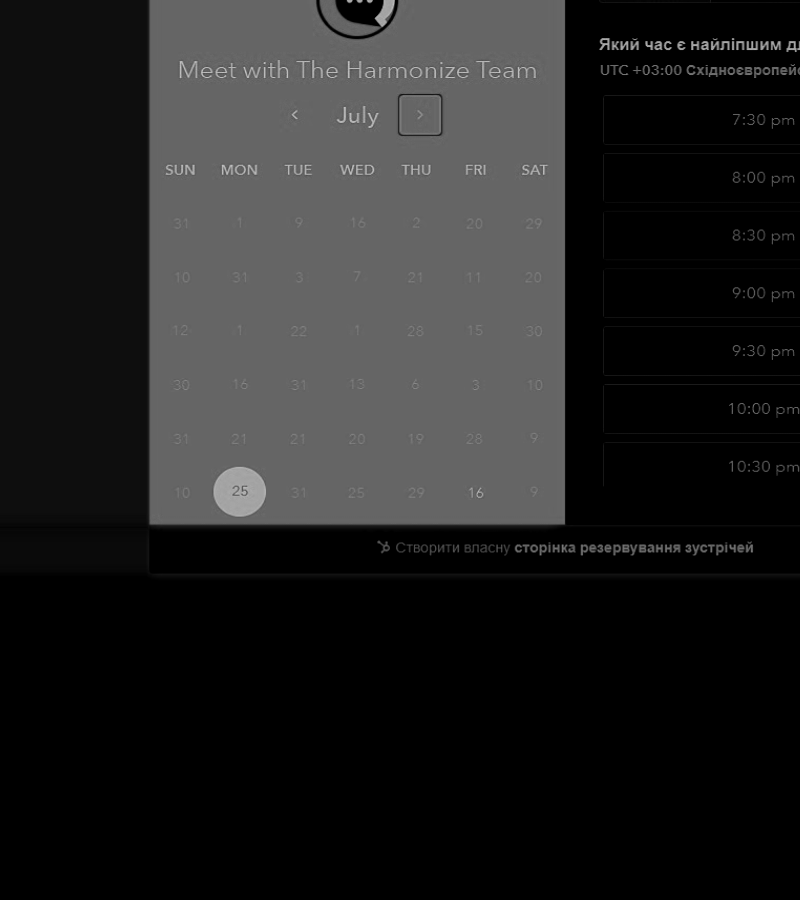 Meet with The Harmonize Team
July
SUN MON TUE WED THU FRI SAT
31 1 9 16 2 20 29
10 31 3 7 21 11 20
12 1 22 1 28 15 30
30 16 31 13 6 3 10
31 21 21 20 19 28 9
10 25 31 25 29 16 9
Який час є найліпшим
UTC +03:00
7:30 pm
8:00 pm
8:30 pm
9:00 pm
9:30 pm
10:00 pm
10:30 pm
Створити власну сторінка резервування зустрічей